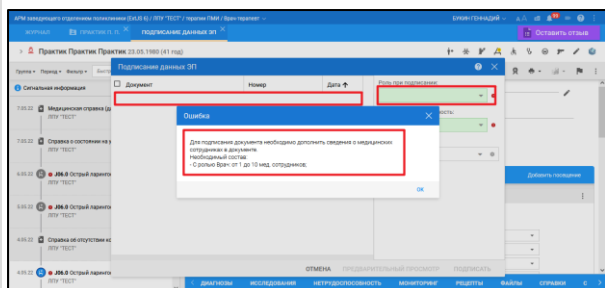 АРМ заведующего отделением поликлиники (ExLIS 6) / ЛПУ "ТЕСТ" / терапии ПМИ / Врач-терапевт
БУКИН ГЕННАДИЙ
ЖУРНАЛ
ПРАКТИК П. П.
ПОДПИСАНИЕ ДАННЫХ ЭП
Оставить отзыв
Практик Практик Практик 23.05.1980 (41 год)
Подписание данных ЭП
Группа
Период
Фильтр
Документ
Номер
Дата
Роль при подписании:
Сигнальная информация
7.05.22 Медицинская справка
ЛПУ "ТЕСТ"
Ошибка
7.05.22 Справка о состоянии на
ЛПУ "ТЕСТ"
Для подписания документа необходимо дополнить сведения о медицинских
сотрудниках в документе
Необходимый состав:
- С ролью Врач: от 1 до 10 мед. сотрудников;
J06.0 Острый ларинго
ЛПУ "ТЕСТ"
Добавить посещение
ОК
5.05.22 J06.0 Острый ларинго
ЛПУ "ТЕСТ"
4.05.22 Справка об отсутствии
ЛПУ "ТЕСТ"
4.05.22 J06.0 Острый ларинго
ЛПУ "ТЕСТ"
ОТМЕНА
ПРЕДВАРИТЕЛЬНЫЙ ПРОСМОТР
ПОДПИСАТЬ
ДИАГНОЗЫ
ИССЛЕДОВАНИЯ
НЕТРУДОСПОСОБНОСТЬ
МОНИТОРИНГ
РЕЦЕПТЫ
ФАЙЛЫ
СПРАВКИ